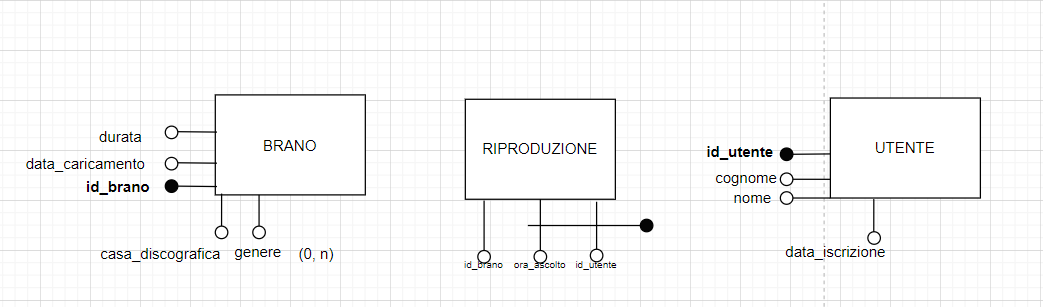 BRANO
durata
data_caricamento
id_brano
casa_discografica
genere
(0, n)
RIPRODUZIONE
id_brano
ora_ascolto
id_utente
UTENTE
id_utente
cognome
nome
data_iscrizione